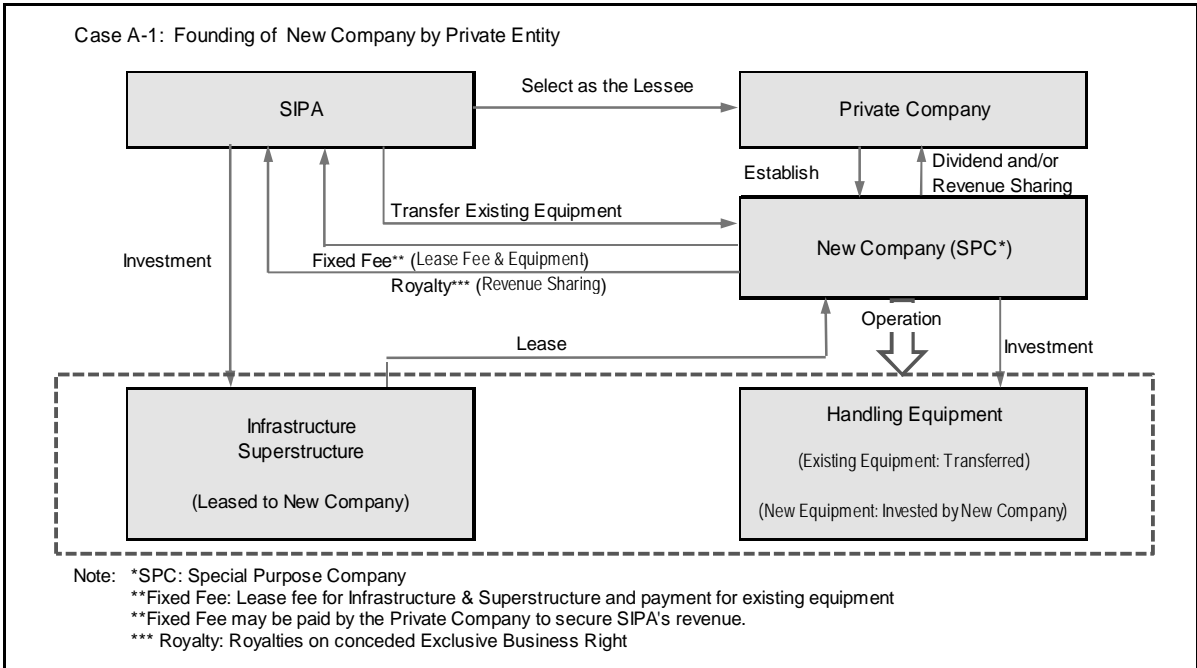 Case A-1: Founding of New Company by Private Entity
SIPA
Select as the Lessee
Private Company
Establish
Dividend and/or
Revenue Sharing
Transfer Existing Equipment
New Company (SPC*)
Investment
Fixed Fee** (Lease Fee & Equipment)
Royalty*** (Revenue Sharing)
Operation
Lease
Investment
Infrastructure
Superstructure
(Leased to New Company)
Handling Equipment
(Existing Equipment: Transferred)
(New Equipment: Invested by New Company)
Note: *SPC: Special Purpose Company
**Fixed Fee: Lease fee for Infrastructure & Superstructure and payment for existing equipment
**Fixed Fee may be paid by the Private Company to secure SIPA's revenue.
*** Royalty: Royalties on conceded Exclusive Business Right